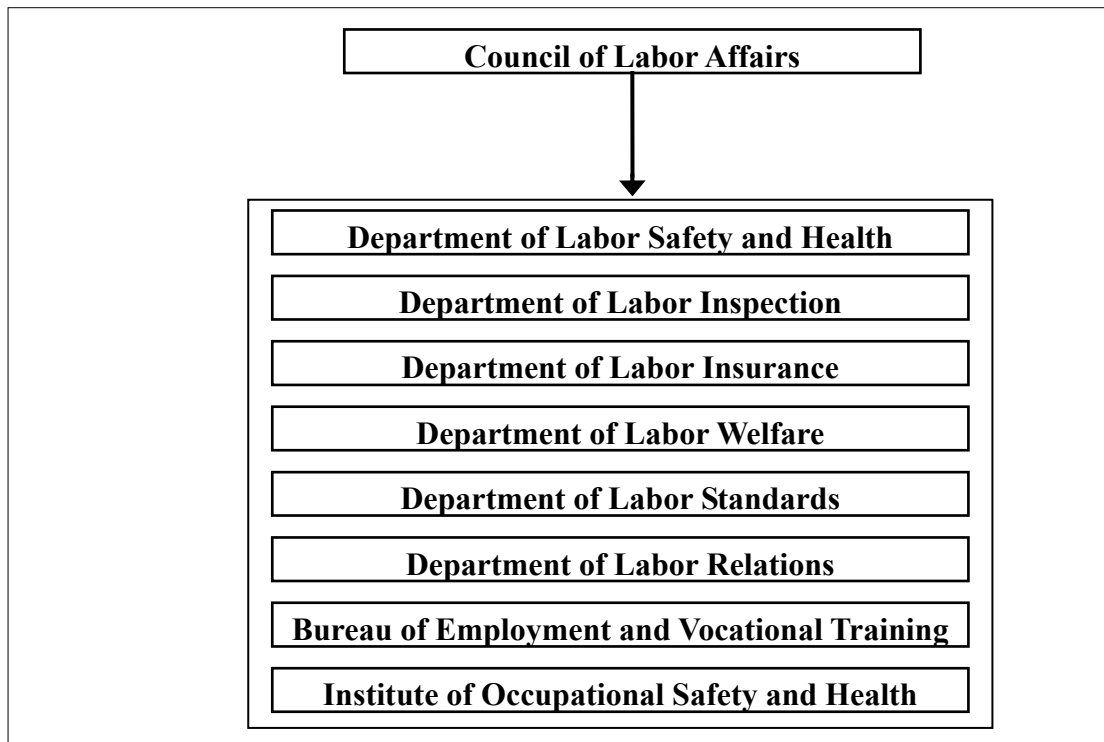 Council of Labor Affairs
Department of Labor Safety and Health
Department of Labor Inspection
Department of Labor Insurance
Department of Labor Welfare
Department of Labor Standards
Department of Labor Relations
Bureau of Employment and Vocational Training
Institute of Occupational Safety and Health